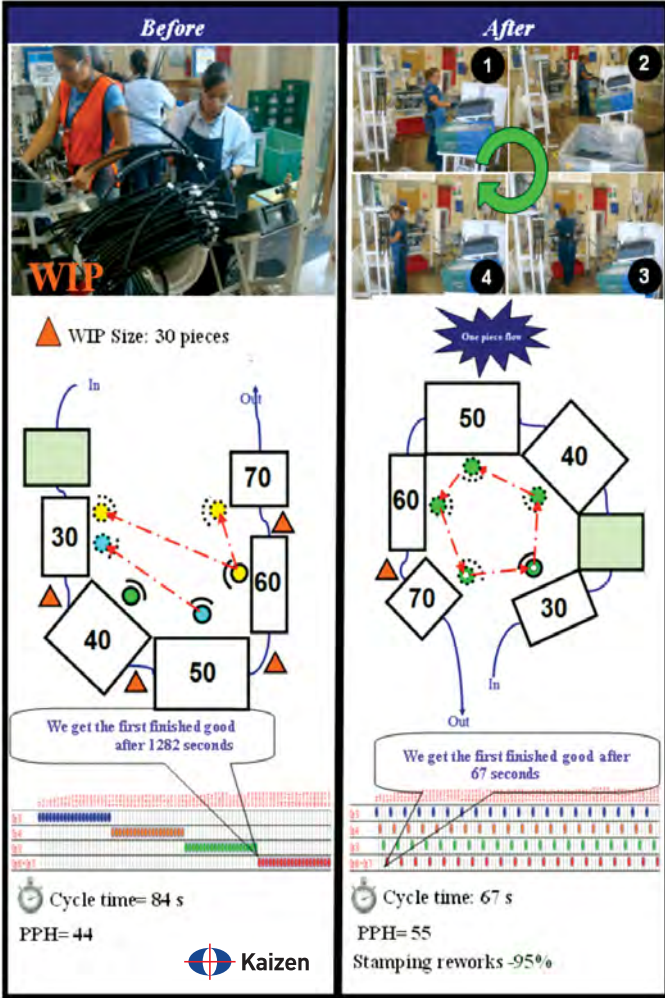 Before
WIP
WIP Size: 30 pieces
In
Out
30
40
50
60
70
We get the first finished good
after 1282 seconds
Cycle time= 84 s
PPH= 44
Kaizen
After
1
2
4
3
One piece flow
50
40
60
70
30
In
Out
We get the first finished good after
67 seconds
Cycle time: 67 s
PPH= 55
Stamping reworks -95%